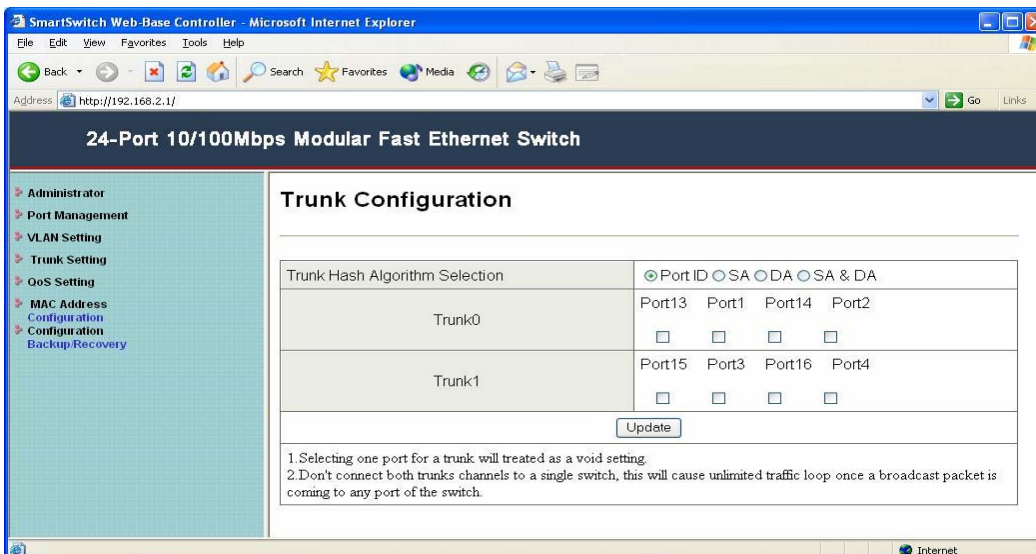 SmartSwitch Web-Base Controller - Microsoft Internet Explorer
File Edit View Favorites Tools Help
Back Search Favorites Media
Address http://192.168.2.1/ Go Links
24-Port 10/100Mbps Modular Fast Ethernet Switch
Administrator
Port Management
VLAN Setting
Trunk Setting
QoS Setting
MAC Address
Configuration
Configuration
Backup/Recovery
Trunk Configuration
Trunk Hash Algorithm Selection Port ID SA DA SA & DA
Trunk0 Port13 Port1 Port14 Port2
Trunk1 Port15 Port3 Port16 Port4
Update
1.Selecting one port for a trunk will treated as a void setting.
2.Don't connect both trunks channels to a single switch, this will cause unlimited traffic loop once a broadcast packet is
coming to any port of the switch.
Internet